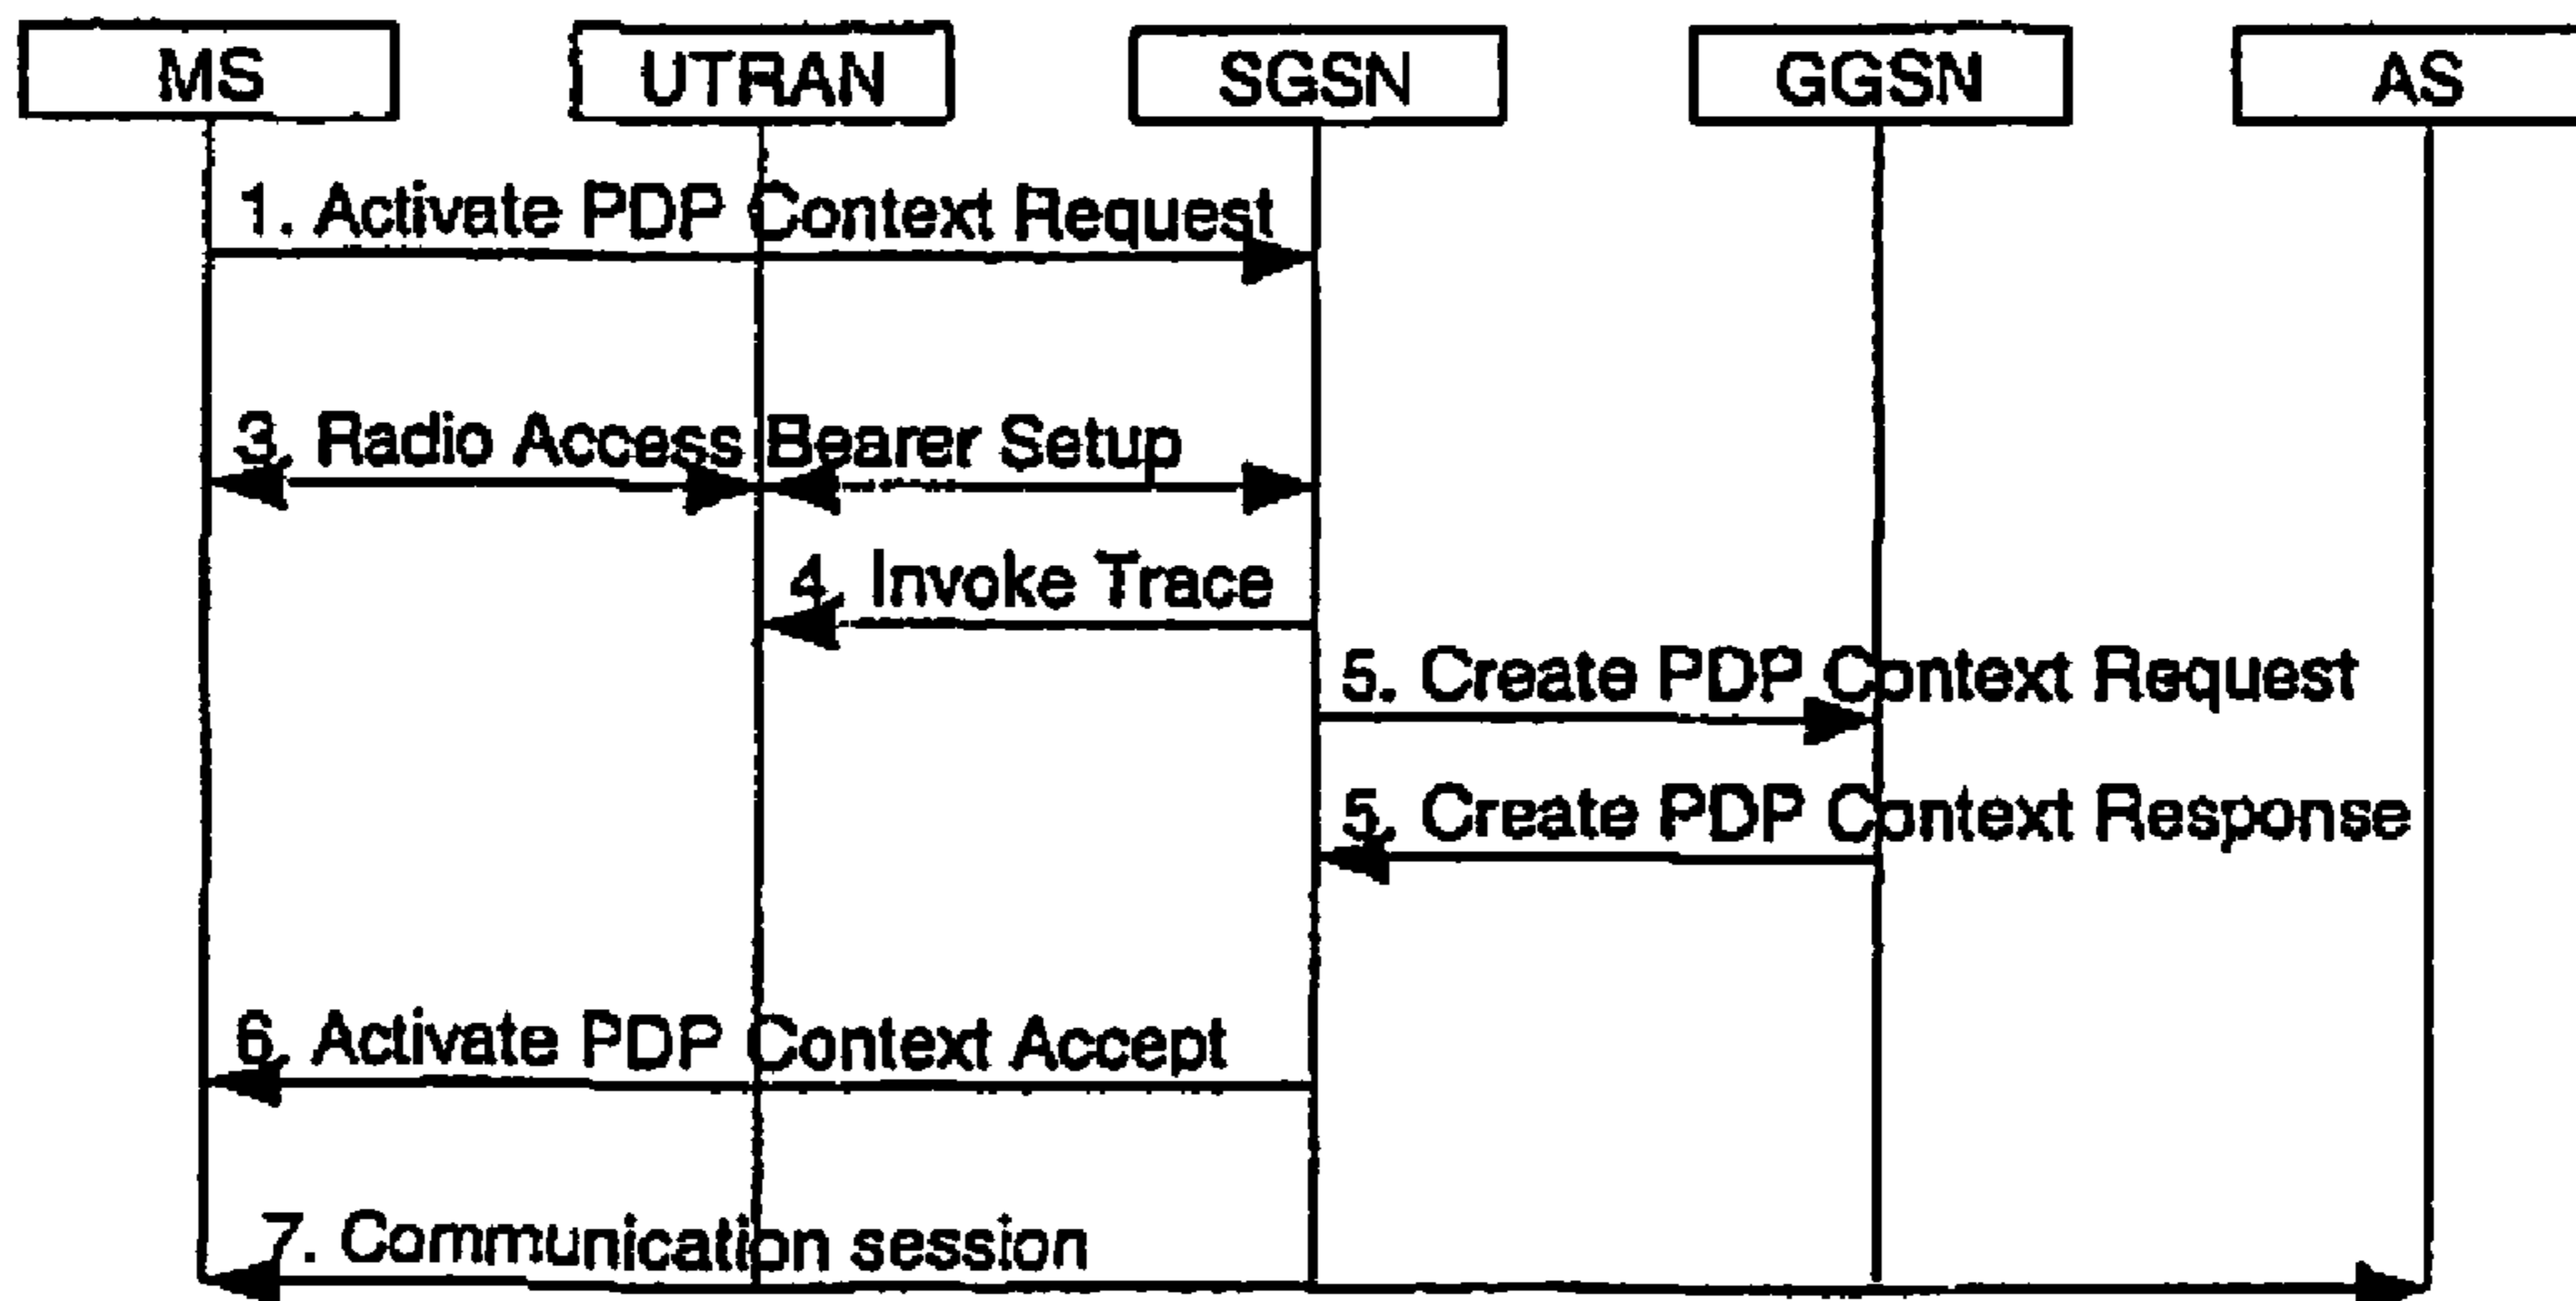 MS UTRAN SGSN GGSN AS
1. Activate PDP Context Request
3. Radio Access Bearer Setup
4. Invoke Trace
5. Create PDP Context Request
5. Create PDP Context Response
6. Activate PDP Context Accept
7. Communication session